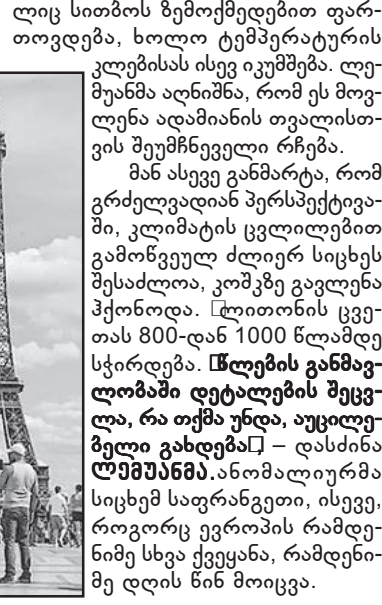 ლიც სითბოს ზემოქმედებით ფარ-
თოვდება, ხოლო ტემპერატურის
კლებისას ისევ იკუმშება. ლე-
მუანმა აღნიშნა, რომ ეს მოვ-
ლენა ადამიანის თვალისთ-
ვის შეუმჩნეველი რჩება.
მან ასევე განმარტა, რომ
გრძელვადიან პერსპექტივა-
ში, კლიმატის ცვლილებით
გამოწვეულ ძლიერ სიცხეს
შესაძლოა, კოშკზე გავლენა
ჰქონოდა. □ლითონის ცვე-
თას 800-დან 1000 წლამდე
სჭირდება. □წლების განმავ-
ლობაში დეტალების შეცვ-
ლა, რა თქმა უნდა, აუცილე-
ბელი გახდება□, – დასძინა
ლემუანმა.ანომალიურმა
სიცხემ საფრანგეთი, ისევე,
როგორც ევროპის რამდე-
ნიმე სხვა ქვეყანა, რამდენი-
მე დღის წინ მოიცვა.